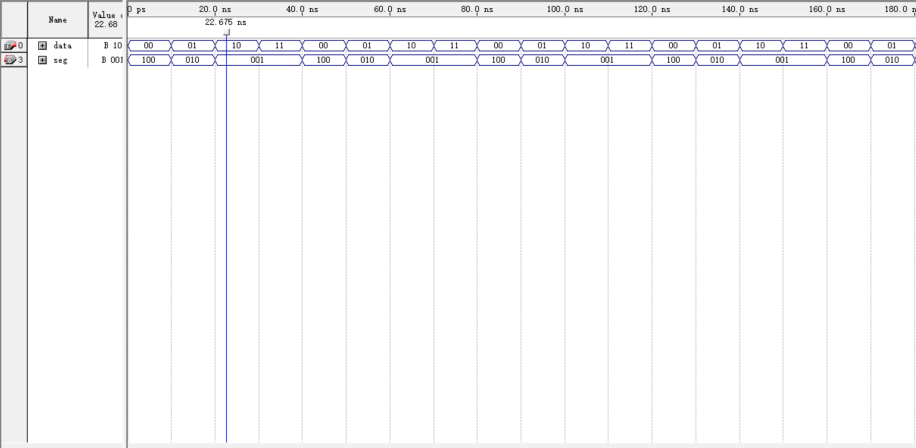 Name
Value
22.68
0 ps 20.0 ns 40.0 ns 60.0 ns 80.0 ns 100.0 ns 120.0 ns 140.0 ns 160.0 ns 180.0 n
22.675 ns
0 data B 10 00 01 10 11 00 01 10 11 00 01 10 11 00 01 10 11 00 01
3 seg B 001 100 010 001 100 010 001 100 010 001 100 010 001 100 010